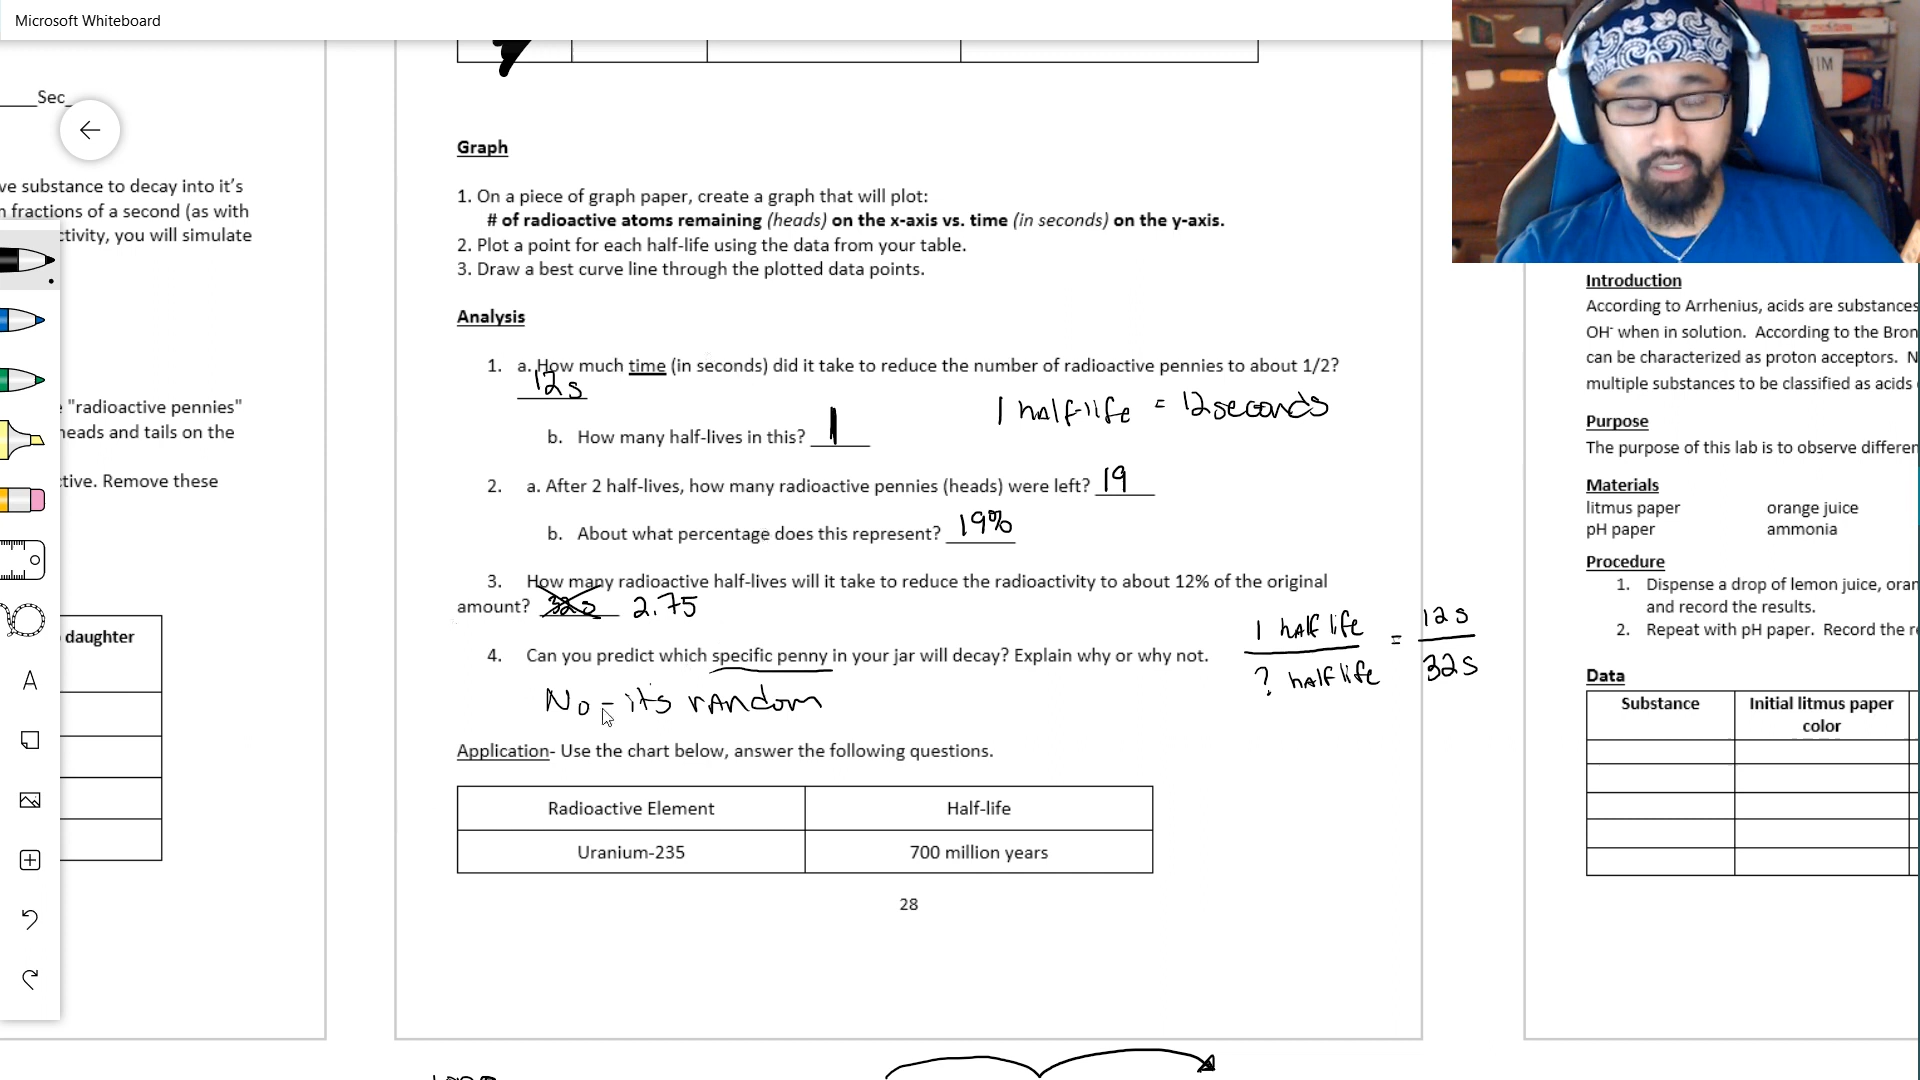 Microsoft Whiteboard
Sec
ve substance to decay into it's
n fractions of a second (as with
ctivity, you will simulate
"radioactive pennies"
heads and tails on the
tive. Remove these
daughter
A
Graph
1. On a piece of graph paper, create a graph that will plot:
# of radioactive atoms remaining (heads) on the x-axis vs. time (in seconds) on the y-axis.
2. Plot a point for each half-life using the data from your table.
3. Draw a best curve line through the plotted data points.
Analysis
1. a. How much time (in seconds) did it take to reduce the number of radioactive pennies to about 1/2?
12s
1 half-life = 12 seconds
b. How many half-lives in this? 1
2. a. After 2 half-lives, how many radioactive pennies (heads) were left? 19
b. About what percentage does this represent? 19%
3. How many radioactive half-lives will it take to reduce the radioactivity to about 12% of the original
amount? 32s 2.75
1 half life = 12s
? half life 32s
4. Can you predict which specific penny in your jar will decay? Explain why or why not.
No - its random
Application- Use the chart below, answer the following questions.
Radioactive Element Half-life
Uranium-235 700 million years
28
Introduction
According to Arrhenius, acids are substances
OH- when in solution. According to the Bron
can be characterized as proton acceptors. N
multiple substances to be classified as acids
Purpose
The purpose of this lab is to observe differen
Materials
litmus paper orange juice
pH paper ammonia
Procedure
1. Dispense a drop of lemon juice, oran
and record the results.
2. Repeat with pH paper. Record the re
Data
Substance Initial litmus paper
color